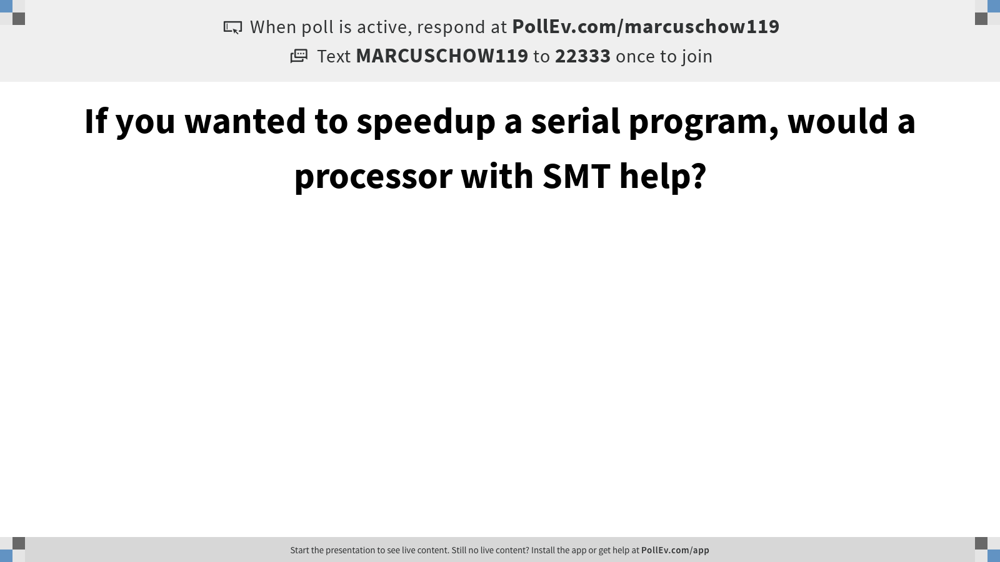 When poll is active, respond at PollEv.com/marcuschow119
Text MARCUSCHOW119 to 22333 once to join
If you wanted to speedup a serial program, would a
processor with SMT help?
Start the presentation to see live content. Still no live content? Install the app or get help at PollEv.com/app